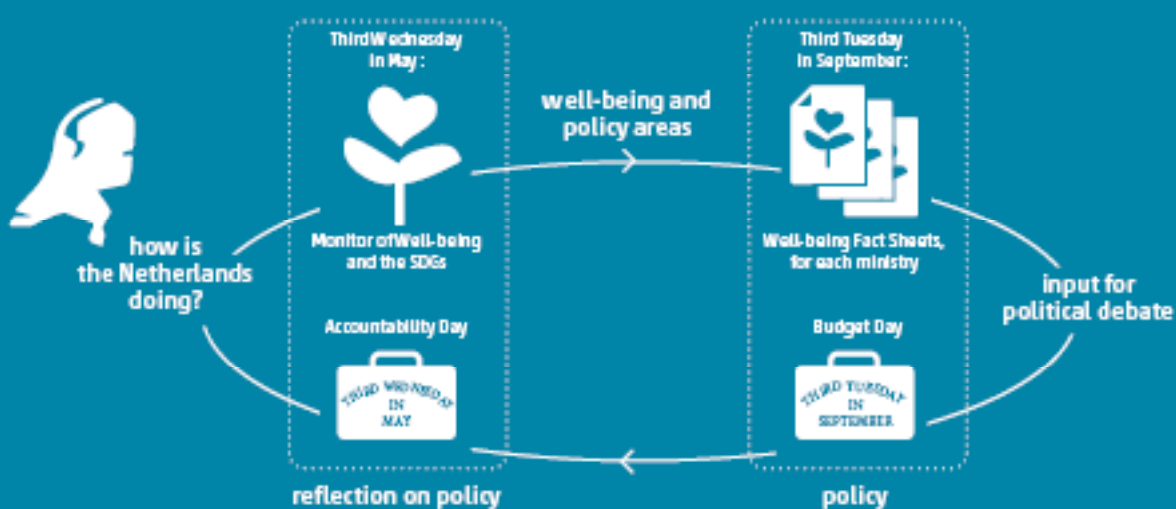 Third Wednesday
in May:
Monitor of Well-being
and the SDGs
Accountability Day
THIRD WEDNESDAY
IN
MAY
reflection on policy
how is
the Netherlands
doing?
well-being and
policy areas
Third Tuesday
in September:
Well-being Fact Sheets,
for each ministry
Budget Day
THIRD TUESDAY
IN
SEPTEMBER
policy
input for
political debate